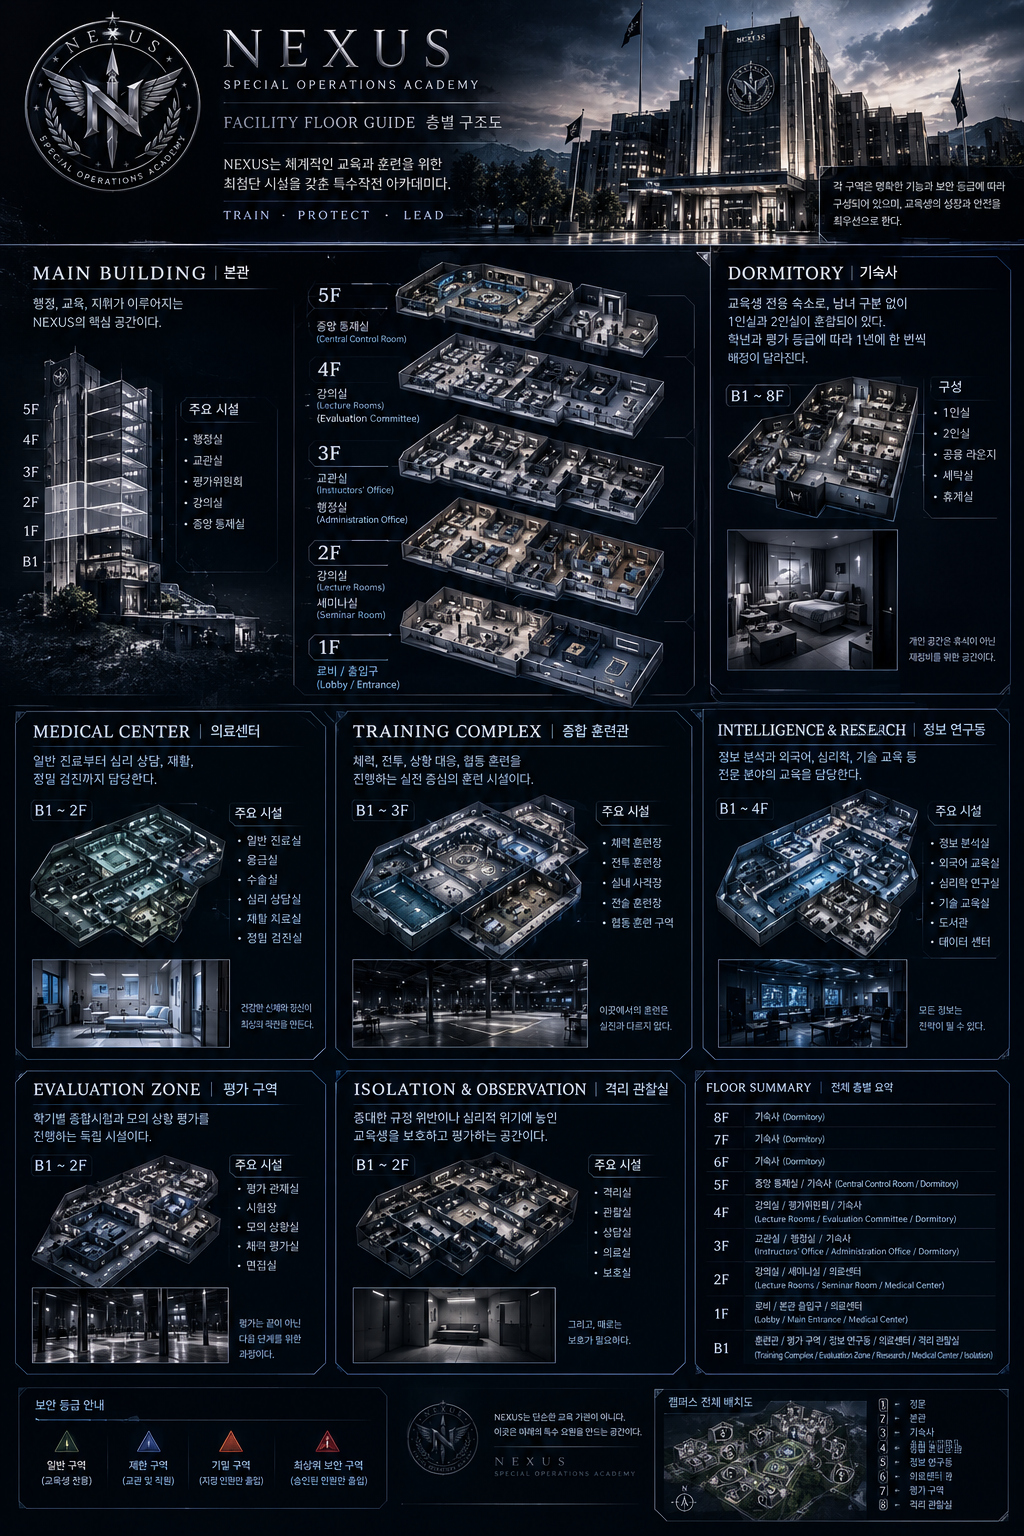 NEXUS
SPECIAL OPERATIONS ACADEMY
NEXUS
SPECIAL OPERATIONS ACADEMY
FACILITY FLOOR GUIDE 층별 구조도
NEXUS는 체계적인 교육과 훈련을 위한
최첨단 시설을 갖춘 특수작전 아카데미다.
TRAIN · PROTECT · LEAD
NEXUS
각 구역은 명확한 기능과 보안 등급에 따라
구성되어 있으며, 교육생의 성장과 안전을
최우선으로 한다.
MAIN BUILDING | 본관
행정, 교육, 지휘가 이루어지는
NEXUS의 핵심 공간이다.
5F
4F
3F
2F
1F
B1
주요 시설
• 행정실
• 교관실
• 평가위원회
• 강의실
• 중앙 통제실
5F
중앙 통제실
(Central Control Room)
4F
강의실
(Lecture Rooms)
(Evaluation Committee)
3F
교관실
(Instructors' Office)
행정실
(Administration Office)
2F
강의실
(Lecture Rooms)
세미나실
(Seminar Room)
1F
로비 / 출입구
(Lobby / Entrance)
DORMITORY | 기숙사
교육생 전용 숙소로, 남녀 구분 없이
1인실과 2인실이 혼합되어 있다.
학년과 평가 등급에 따라 1년에 한 번씩
배정이 달라진다.
B1 ~ 8F
구성
• 1인실
• 2인실
• 공용 라운지
• 세탁실
• 휴게실
개인 공간은 휴식이 아닌
재정비를 위한 공간이다.
MEDICAL CENTER | 의료센터
일반 진료부터 심리 상담, 재활,
정밀 검진까지 담당한다.
B1 ~ 2F
주요 시설
• 일반 진료실
• 응급실
• 수술실
• 심리 상담실
• 재활 치료실
• 정밀 검진실
건강한 신체와 정신이
최상의 작전을 만든다.
TRAINING COMPLEX | 종합 훈련관
체력, 전투, 상황 대응, 협동 훈련을
진행하는 실전 중심의 훈련 시설이다.
B1 ~ 3F
주요 시설
• 체력 훈련장
• 전투 훈련장
• 실내 사격장
• 전술 훈련장
• 협동 훈련 구역
이곳에서의 훈련은
실전과 다르지 않다.
INTELLIGENCE & RESEARCH | 정보 연구동
정보 분석과 외국어, 심리학, 기술 교육 등
전문 분야의 교육을 담당한다.
B1 ~ 4F
주요 시설
• 정보 분석실
• 외국어 교육실
• 심리학 연구실
• 기술 교육실
• 도서관
• 데이터 센터
모든 정보는
전략이 될 수 있다.
EVALUATION ZONE | 평가 구역
학기별 종합시험과 모의 상황 평가를
진행하는 독립 시설이다.
B1 ~ 2F
주요 시설
• 평가 관제실
• 시험장
• 모의 상황실
• 체력 평가실
• 면접실
평가는 끝이 아닌
다음 단계를 위한
과정이다.
ISOLATION & OBSERVATION | 격리 관찰실
중대한 규정 위반이나 심리적 위기에 놓인
교육생을 보호하고 평가하는 공간이다.
B1 ~ 2F
주요 시설
• 격리실
• 관찰실
• 상담실
• 의료실
• 보호실
그리고, 때로는
보호가 필요하다.
FLOOR SUMMARY | 전체 층별 요약
8F 기숙사 (Dormitory)
7F 기숙사 (Dormitory)
6F 기숙사 (Dormitory)
5F 중앙 통제실 / 기숙사 (Central Control Room / Dormitory)
4F 강의실 / 평가위원회 / 기숙사
(Lecture Rooms / Evaluation Committee / Dormitory)
3F 교관실 / 행정실 / 기숙사
(Instructors' Office / Administration Office / Dormitory)
2F 강의실 / 세미나실 / 의료센터
(Lecture Rooms / Seminar Room / Medical Center)
1F 로비 / 본관 출입구 / 의료센터
(Lobby / Main Entrance / Medical Center)
B1 훈련관 / 평가 구역 / 정보 연구동 / 의료센터 / 격리 관찰실
(Training Complex / Evaluation Zone / Research / Medical Center / Isolation)
보안 등급 안내
일반 구역
(교육생 전용)
제한 구역
(교관 및 직원)
기밀 구역
(지정 인원만 출입)
최상위 보안 구역
(승인된 인원만 출입)
NEXUS는 단순한 교육 기관이 아니다.
이곳은 미래의 특수 요원을 만드는 공간이다.
NEXUS
SPECIAL OPERATIONS ACADEMY
캠퍼스 전체 배치도
N
1 - 정문
7 - 본관
3 - 기숙사
4 -
5 - 정보 연구동
6 - 의료센터
7 - 평가 구역
8 - 격리 관찰실